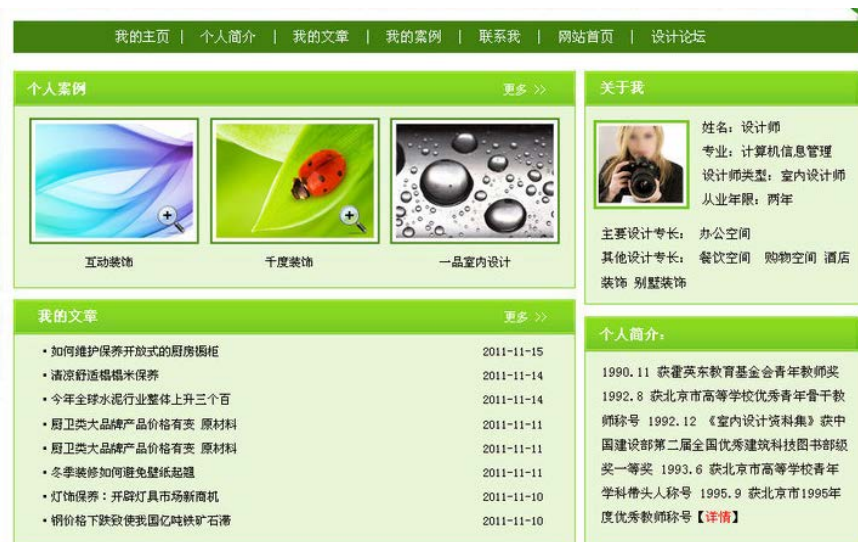 我的主页 | 个人简介 | 我的文章 | 我的案例 | 联系我 | 网站首页 | 设计论坛
个人案例 更多 >>
互动装饰 千度装饰 一品室内设计
我的文章 更多 >>
·如何维护保养开放式的厨房橱柜 2011-11-15
·清凉舒适榻榻米保养 2011-11-14
·今年全球水泥行业整体上升三个百 2011-11-14
·厨卫类大品牌产品价格有变 原材料 2011-11-11
·厨卫类大品牌产品价格有变 原材料 2011-11-11
·冬季装修如何避免壁纸起翘 2011-11-11
·灯饰保养：开辟灯具市场新商机 2011-11-10
·钢价格下跌致使我国亿吨铁矿石滞 2011-11-10
关于我
姓名：设计师
专业：计算机信息管理
设计师类型：室内设计师
从业年限：两年
主要设计专长： 办公空间
其他设计专长： 餐饮空间 购物空间 酒店
装饰 别墅装饰
个人简介：
1990.11 获霍英东教育基金会青年教师奖
1992.8 获北京市高等学校优秀青年骨干教
师称号 1992.12 《室内设计资料集》获中
国建设部第二届全国优秀建筑科技图书部级
奖一等奖 1993.6 获北京市高等学校青年
学科带头人称号 1995.9 获北京市1995年
度优秀教师称号【详情】